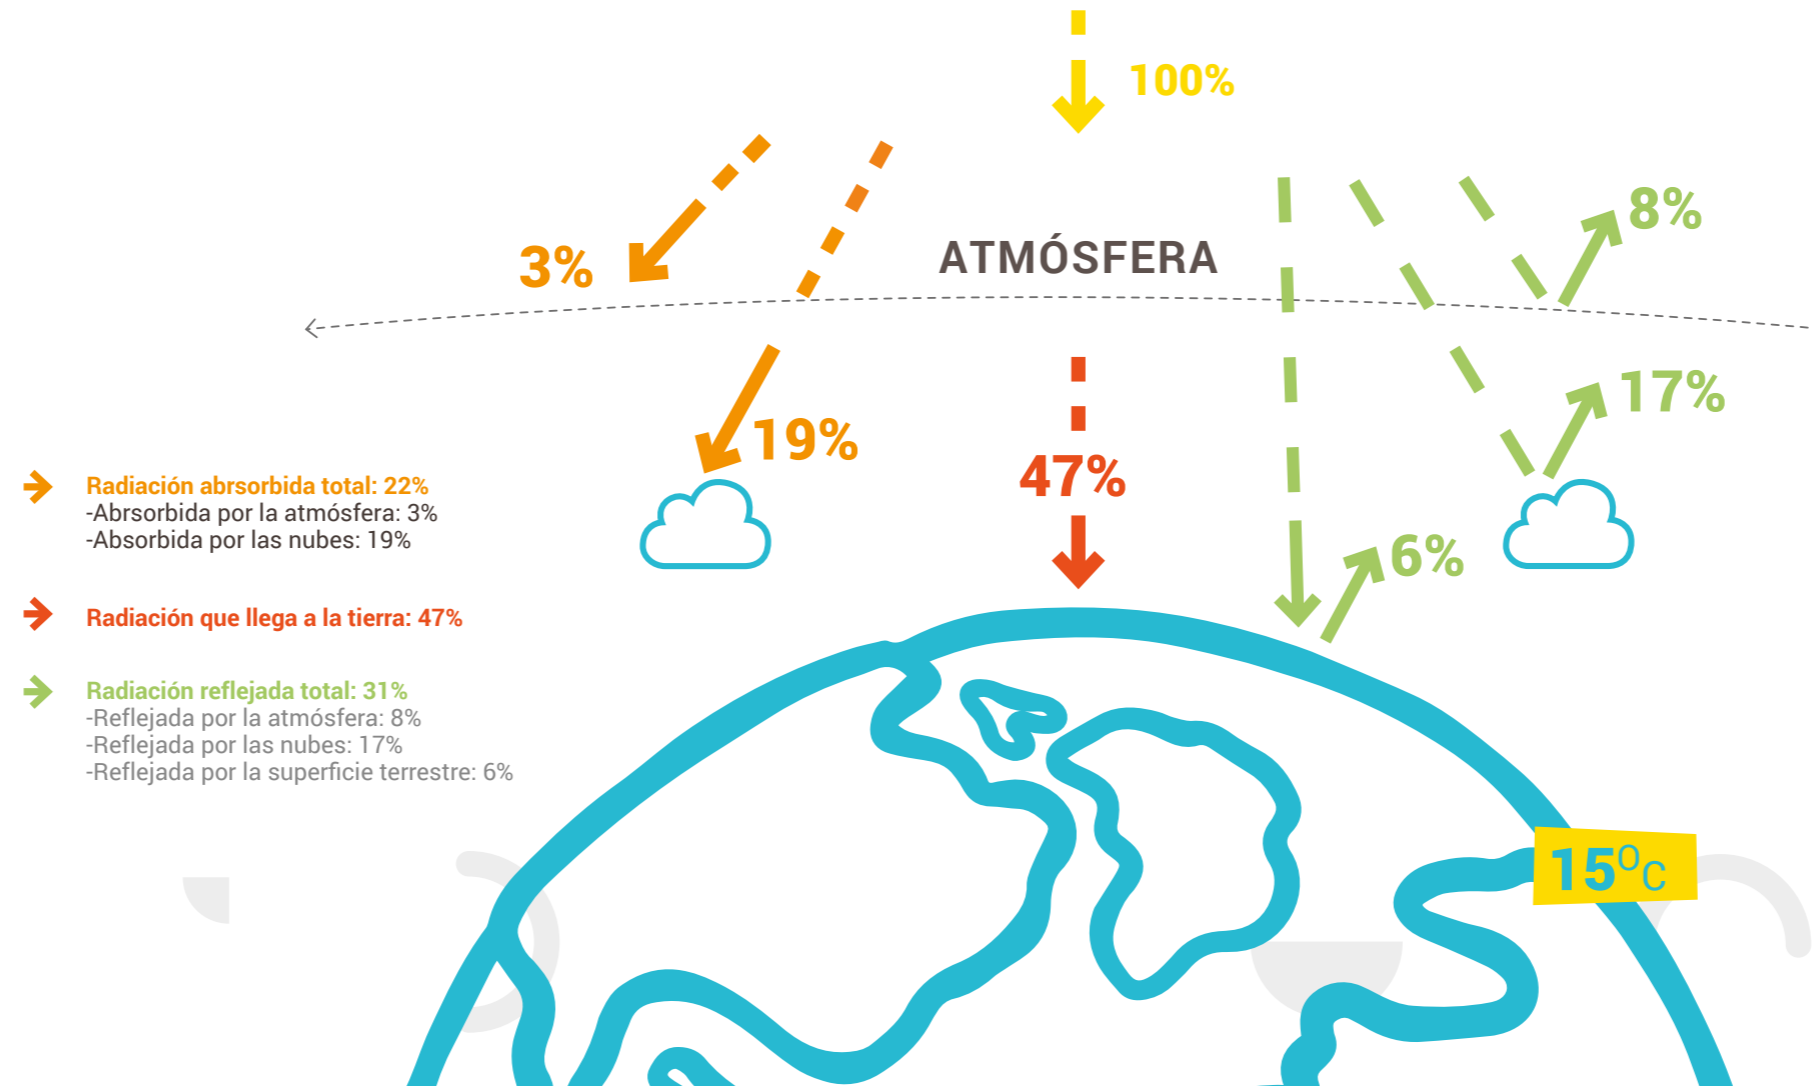 100%
8%
3%
ATMÓSFERA
17%
19%
47%
6%
Radiación abrsorbida total: 22%
-Abrsorbida por la atmósfera: 3%
-Absorbida por las nubes: 19%
Radiación que llega a la tierra: 47%
Radiación reflejada total: 31%
-Reflejada por la atmósfera: 8%
-Reflejada por las nubes: 17%
-Reflejada por la superficie terrestre: 6%
15ºC